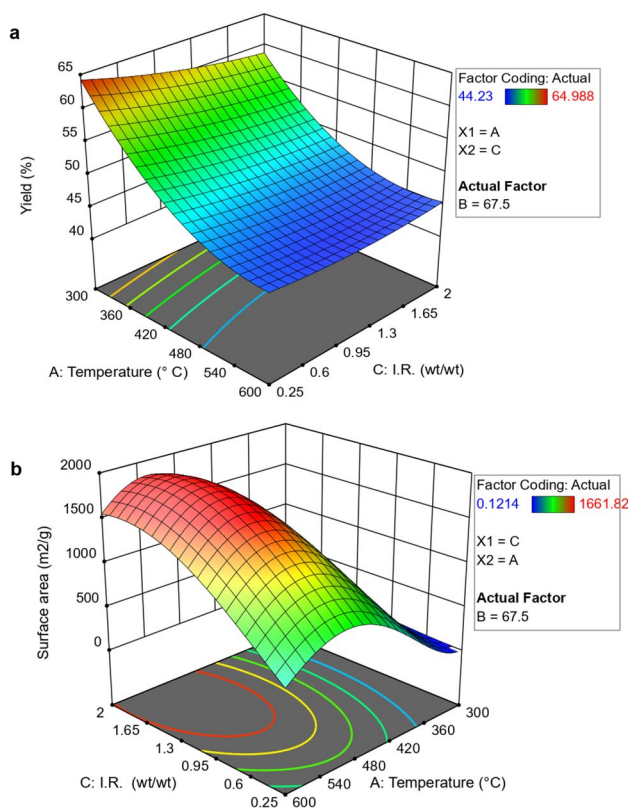 a
65
60
55
50
45
40
Yield (%)
300
360
420
480
540
600
A: Temperature (° C)
0.25
0.6
0.95
1.3
1.65
2
C: I.R. (wt/wt)
Factor Coding: Actual
44.23 64.988
X1 = A
X2 = C
Actual Factor
B = 67.5
b
2000
1500
1000
500
0
Surface area (m2/g)
2
1.65
1.3
0.95
0.6
0.25
C: I.R. (wt/wt)
600
540
480
420
360
300
A: Temperature (°C)
Factor Coding: Actual
0.1214 1661.82
X1 = C
X2 = A
Actual Factor
B = 67.5